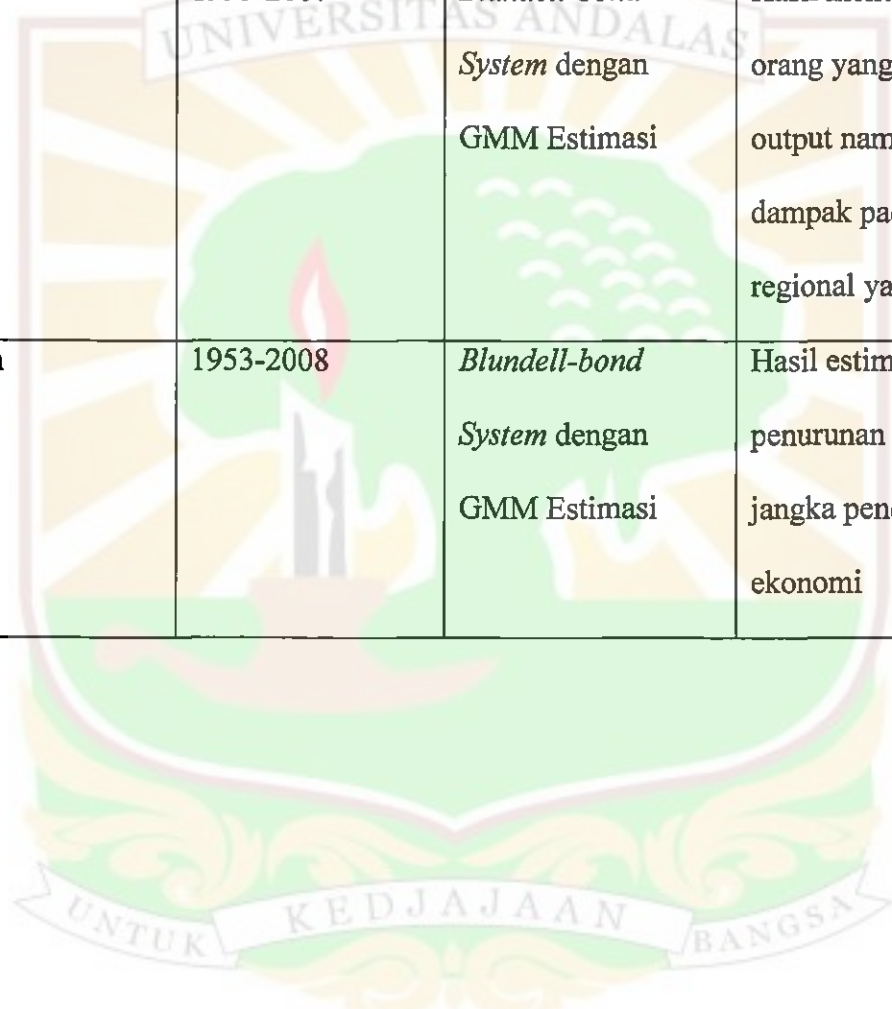 UNIVERSITAS ANDALAS
System dengan
GMM Estimasi
orang yang
output nam
dampak pa
regional ya
1953-2008
Blundell-bond
System dengan
GMM Estimasi
Hasil estim
penurunan
jangka pen
ekonomi
UNTUK KEDJAJAAN BANGSA